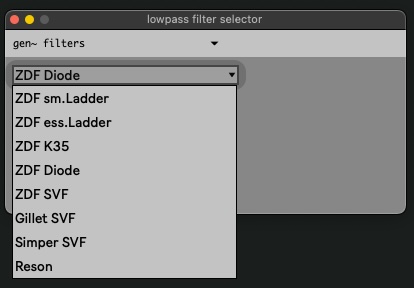 lowpass filter selector
gen~ filters
ZDF Diode
ZDF sm.Ladder
ZDF ess.Ladder
ZDF K35
ZDF Diode
ZDF SVF
Gillet SVF
Simper SVF
Reson